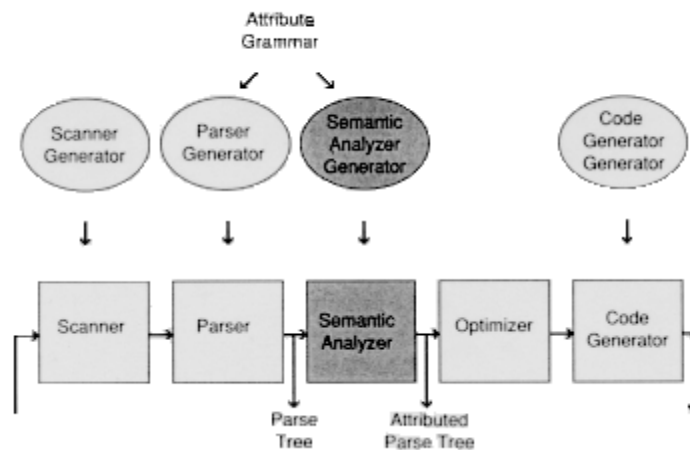 Attribute
Grammar
Scanner
Generator
Parser
Generator
Semantic
Analyzer
Generator
Code
Generator
Generator
Scanner
Parser
Semantic
Analyzer
Optimizer
Code
Generator
Parse
Tree
Attributed
Parse Tree